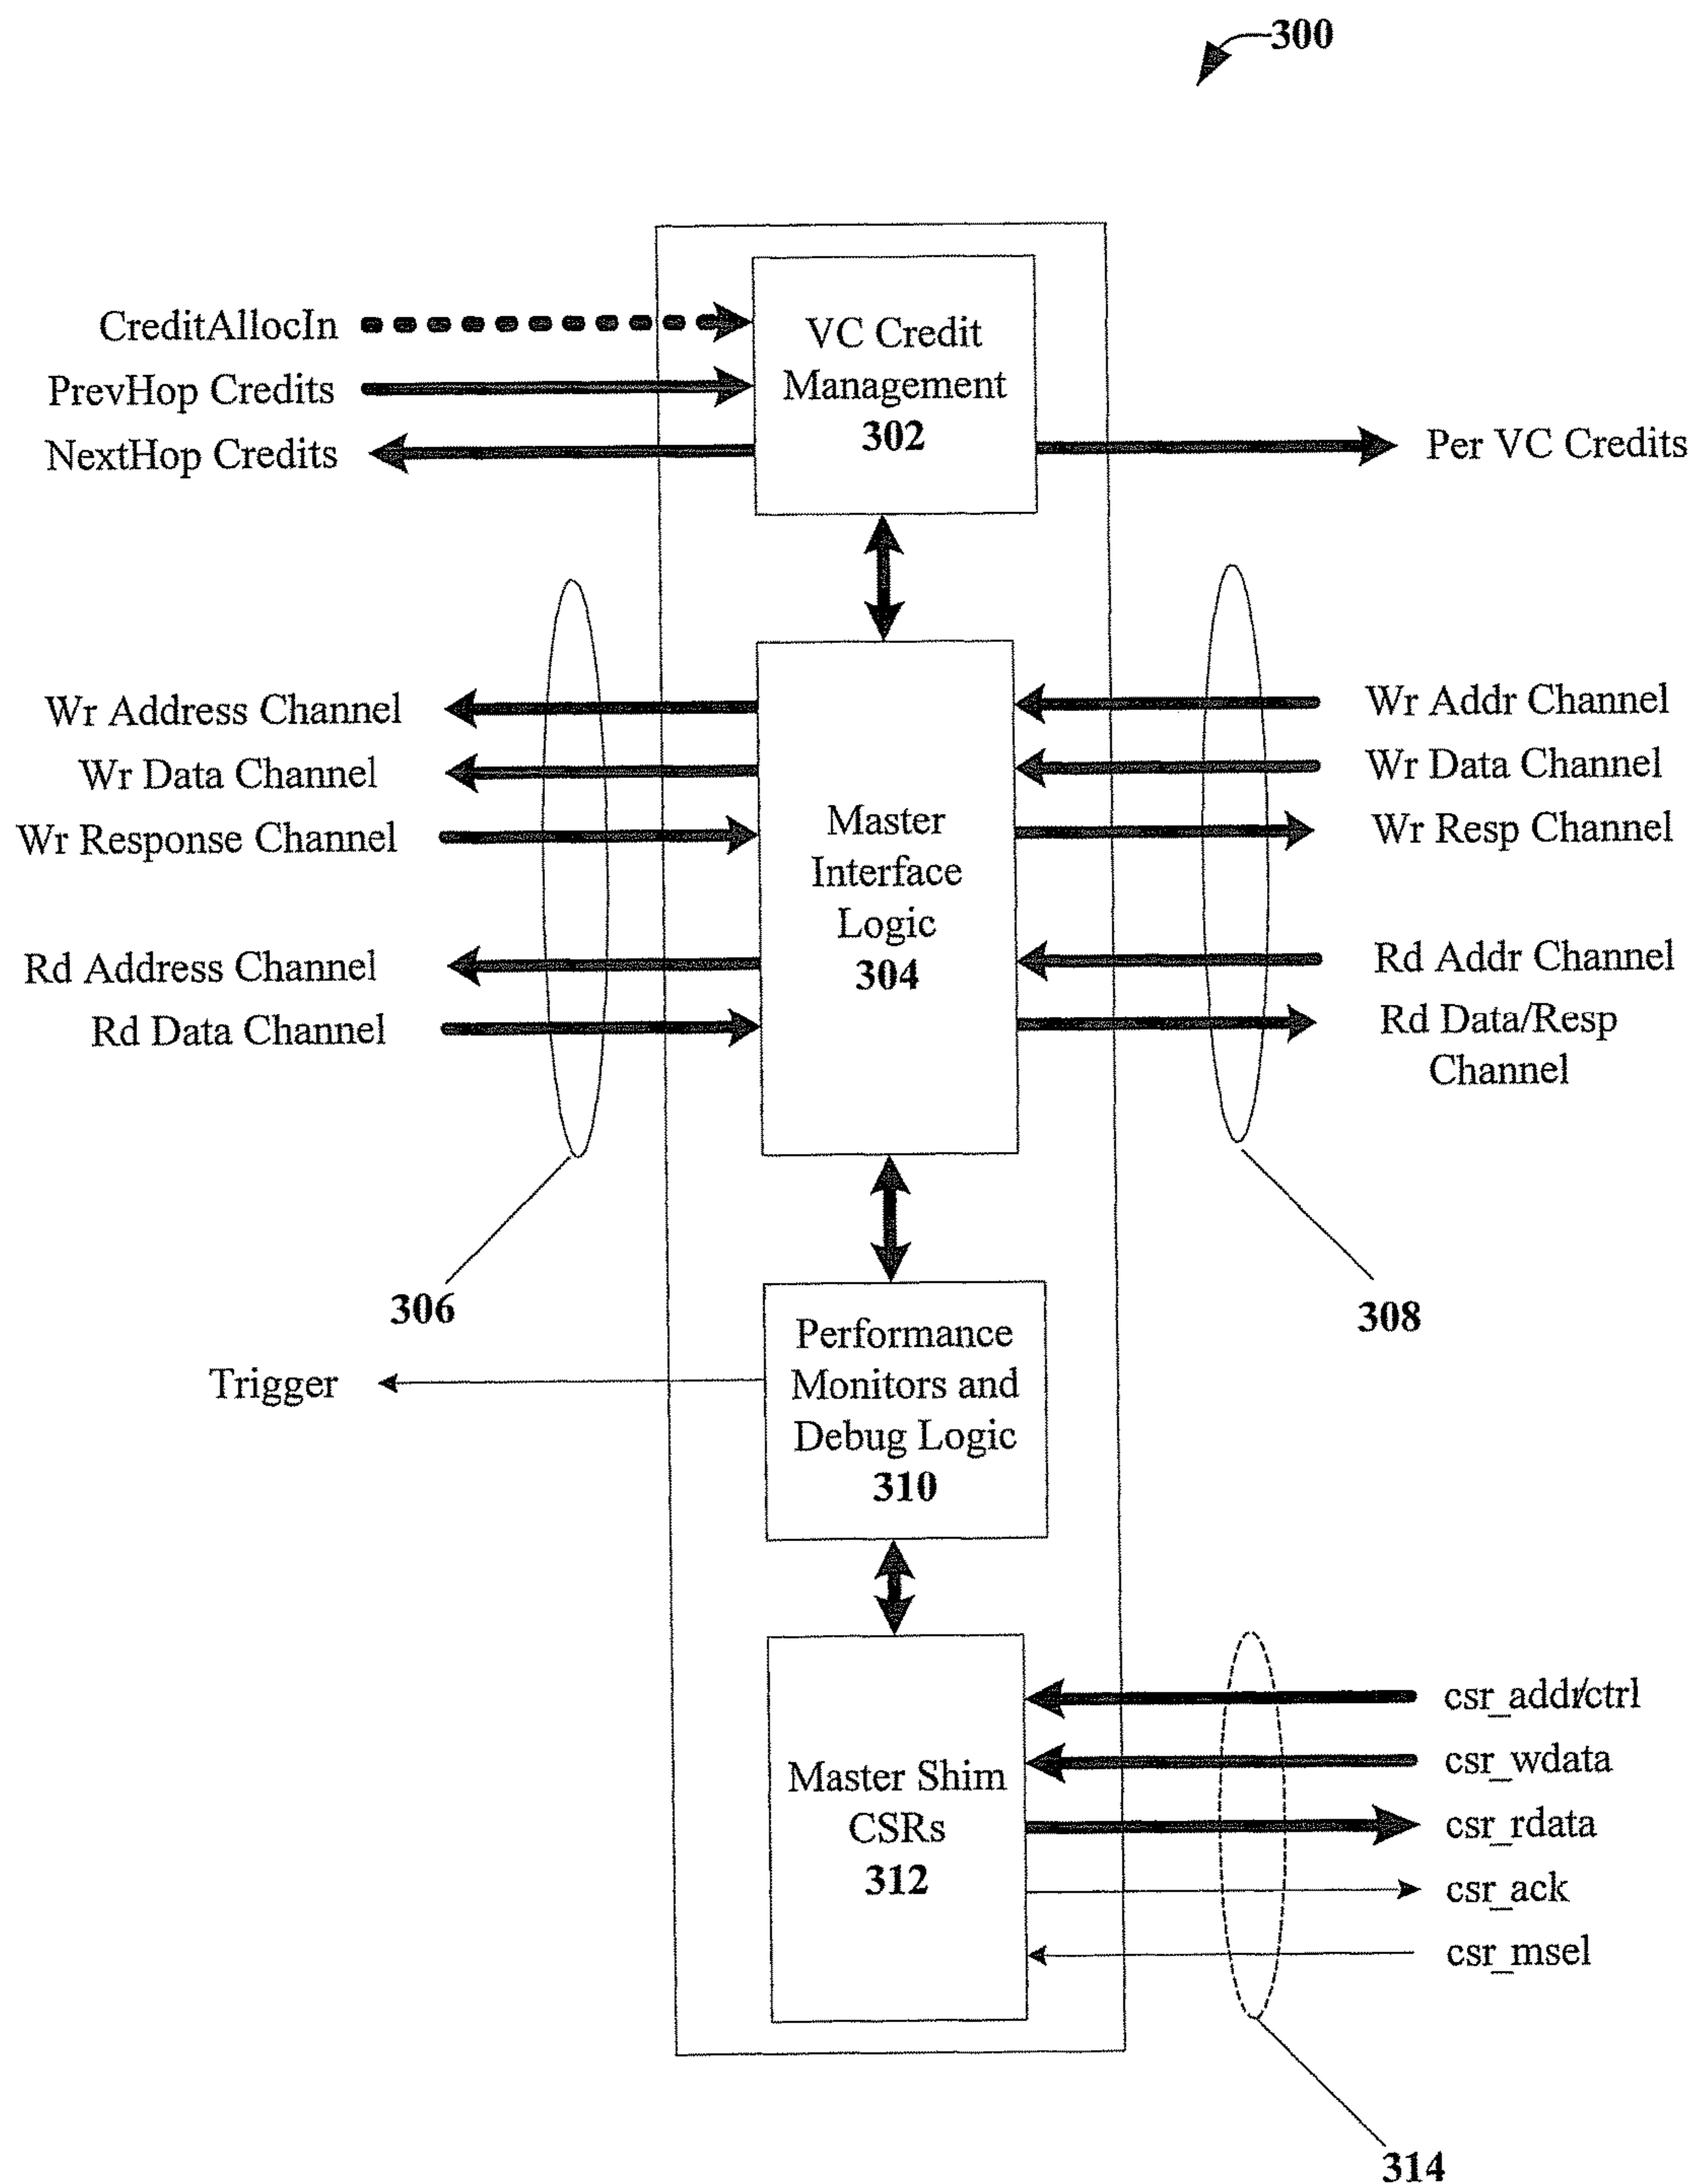 300
CreditAllocIn
PrevHop Credits
NextHop Credits
VC Credit
Management
302
Per VC Credits
Wr Address Channel
Wr Data Channel
Wr Response Channel
Rd Address Channel
Rd Data Channel
Master
Interface
Logic
304
Wr Addr Channel
Wr Data Channel
Wr Resp Channel
Rd Addr Channel
Rd Data/Resp
Channel
306
308
Trigger
Performance
Monitors and
Debug Logic
310
Master Shim
CSRs
312
csr_addr/ctrl
csr_wdata
csr_rdata
csr_ack
csr_msel
314